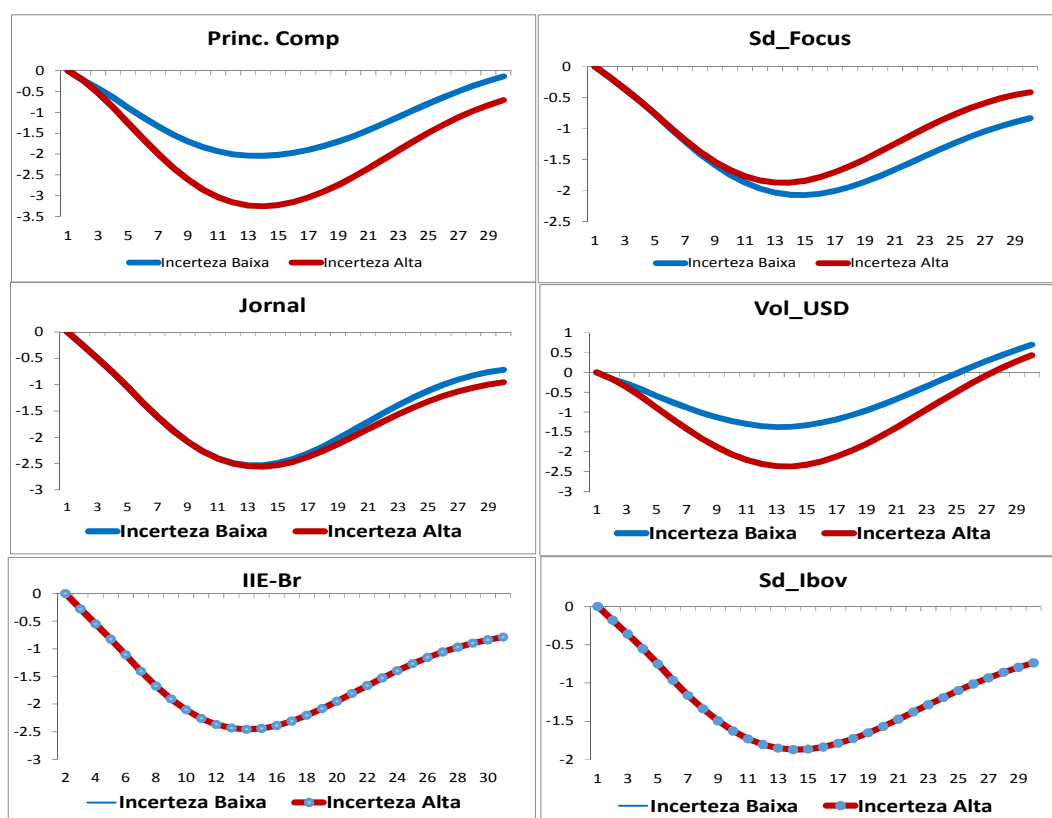 Princ. Comp
0
-0.5
-1
-1.5
-2
-2.5
-3
-3.5
1 3 5 7 9 11 13 15 17 19 21 23 25 27 29
Incerteza Baixa Incerteza Alta
Sd_Focus
0
-0.5
-1
-1.5
-2
-2.5
1 3 5 7 9 11 13 15 17 19 21 23 25 27 29
Incerteza Baixa Incerteza Alta
Jornal
0
-0.5
-1
-1.5
-2
-2.5
-3
1 3 5 7 9 11 13 15 17 19 21 23 25 27 29
Incerteza Baixa Incerteza Alta
Vol_USD
1
0.5
0
-0.5
-1
-1.5
-2
-2.5
-3
1 3 5 7 9 11 13 15 17 19 21 23 25 27 29
Incerteza Baixa Incerteza Alta
IIE-Br
0
-0.5
-1
-1.5
-2
-2.5
-3
2 4 6 8 10 12 14 16 18 20 22 24 26 28 30
Incerteza Baixa Incerteza Alta
Sd_Ibov
0
-0.5
-1
-1.5
-2
1 3 5 7 9 11 13 15 17 19 21 23 25 27 29
Incerteza Baixa Incerteza Alta